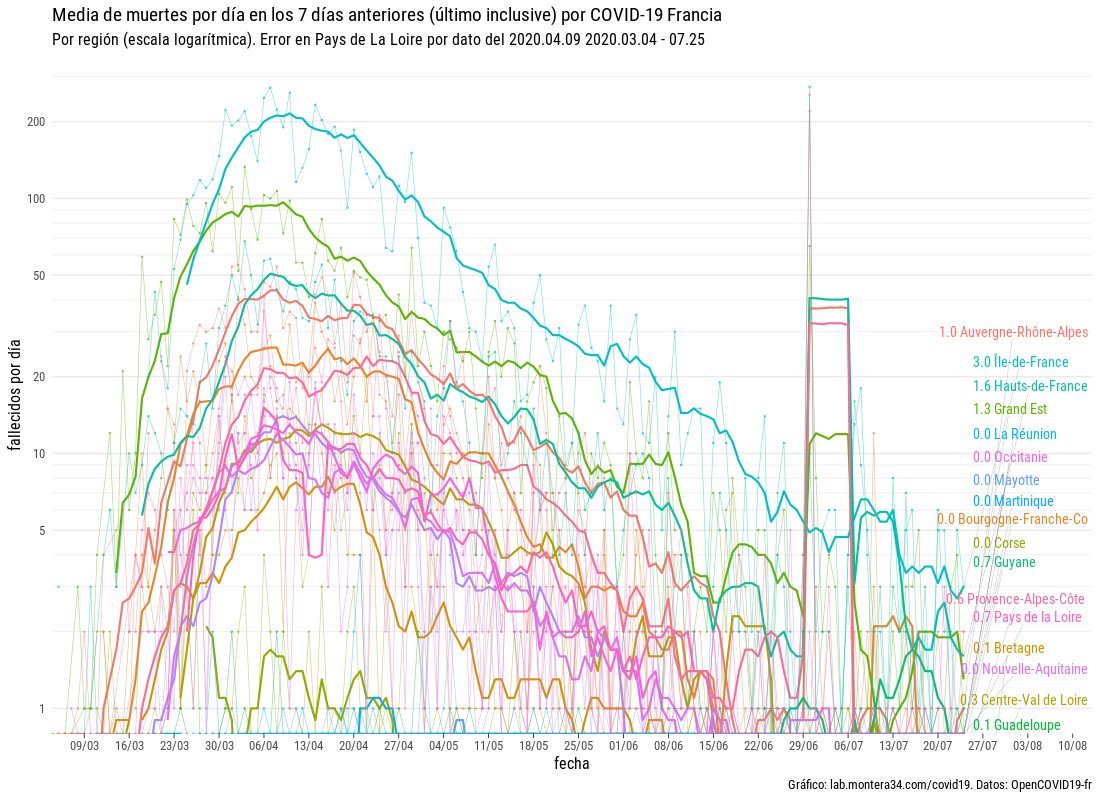 Media de muertes por día en los 7 días anteriores (último inclusive) por COVID-19 Francia
Por región (escala logarítmica). Error en Pays de La Loire por dato del 2020.04.09 2020.03.04 - 07.25
fallecidos por día
200
100
50
20
10
5
1
1.0 Auvergne-Rhône-Alpes
3.0 Île-de-France
1.6 Hauts-de-France
1.3 Grand Est
0.0 La Réunion
0.0 Occitanie
0.0 Mayotte
0.0 Martinique
0.0 Bourgogne-Franche-Co
0.0 Corse
0.7 Guyane
0.6 Provence-Alpes-Côte
0.7 Pays de la Loire
0.1 Bretagne
0.0 Nouvelle-Aquitaine
0.3 Centre-Val de Loire
0.1 Guadeloupe
09/03 16/03 23/03 30/03 06/04 13/04 20/04 27/04 04/05 11/05 18/05 25/05 01/06 08/06 15/06 22/06 29/06 06/07 13/07 20/07 27/07 03/08 10/08
fecha
Gráfico: lab.montera34.com/covid19. Datos: OpenCOVID19-fr